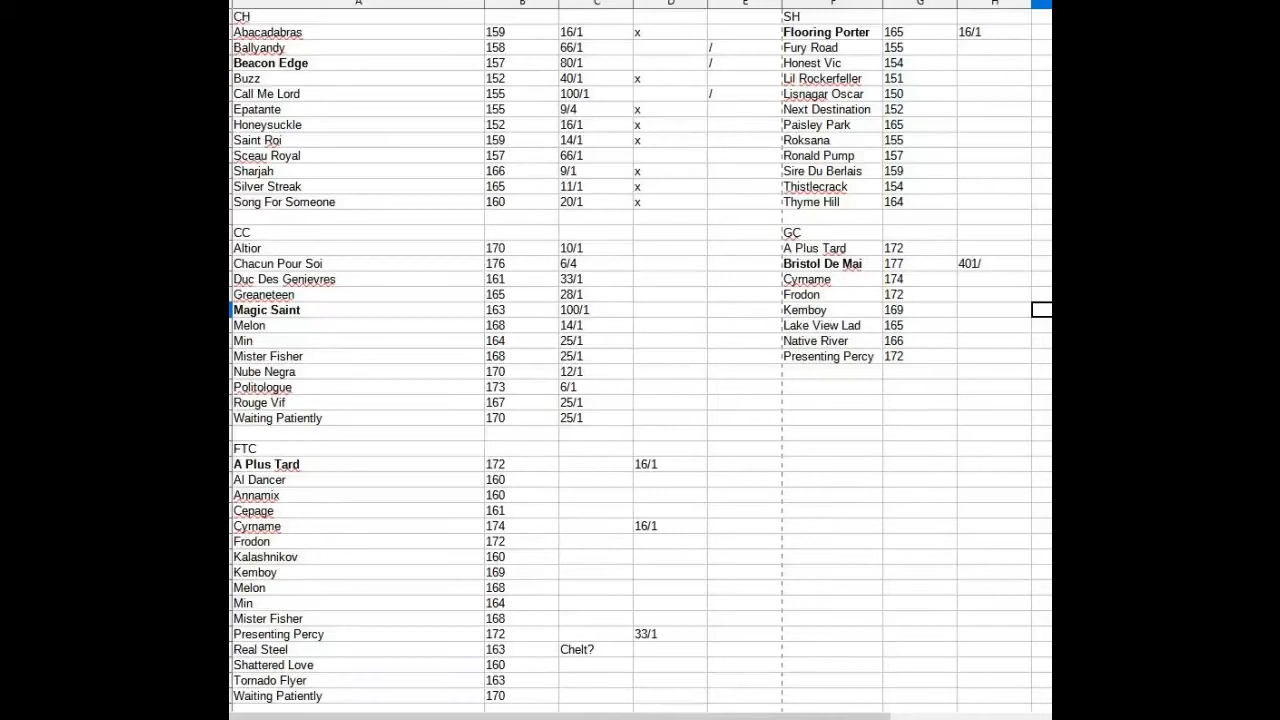 A B C D E F G H
CH
Abacadabras 159 16/1 x
Ballyandy 158 66/1 /
Beacon Edge 157 80/1 /
Buzz 152 40/1 x
Call Me Lord 155 100/1 /
Epatante 155 9/4 x
Honeysuckle 152 16/1 x
Saint Roi 159 14/1 x
Sceau Royal 157 66/1
Sharjah 166 9/1 x
Silver Streak 165 11/1 x
Song For Someone 160 20/1 x
CC
Altior 170 10/1
Chacun Pour Soi 176 6/4
Duc Des Genievres 161 33/1
Greaneteen 165 28/1
Magic Saint 163 100/1
Melon 168 14/1
Min 164 25/1
Mister Fisher 168 25/1
Nube Negra 170 12/1
Politologue 173 6/1
Rouge Vif 167 25/1
Waiting Patiently 170 25/1
FTC
A Plus Tard 172 16/1
Al Dancer 160
Annamix 160
Cepage 161
Cyrname 174 16/1
Frodon 172
Kalashnikov 160
Kemboy 169
Melon 168
Min 164
Mister Fisher 168
Presenting Percy 172 33/1
Real Steel 163 Chelt?
Shattered Love 160
Tornado Flyer 163
Waiting Patiently 170
SH
Flooring Porter 165 16/1
Fury Road 155
Honest Vic 154
Lil Rockerfeller 151
Lisnagar Oscar 150
Next Destination 152
Paisley Park 165
Roksana 155
Ronald Pump 157
Sire Du Berlais 159
Thistlecrack 154
Thyme Hill 164
GC
A Plus Tard 172
Bristol De Mai 177 401/
Cyrname 174
Frodon 172
Kemboy 169
Lake View Lad 165
Native River 166
Presenting Percy 172